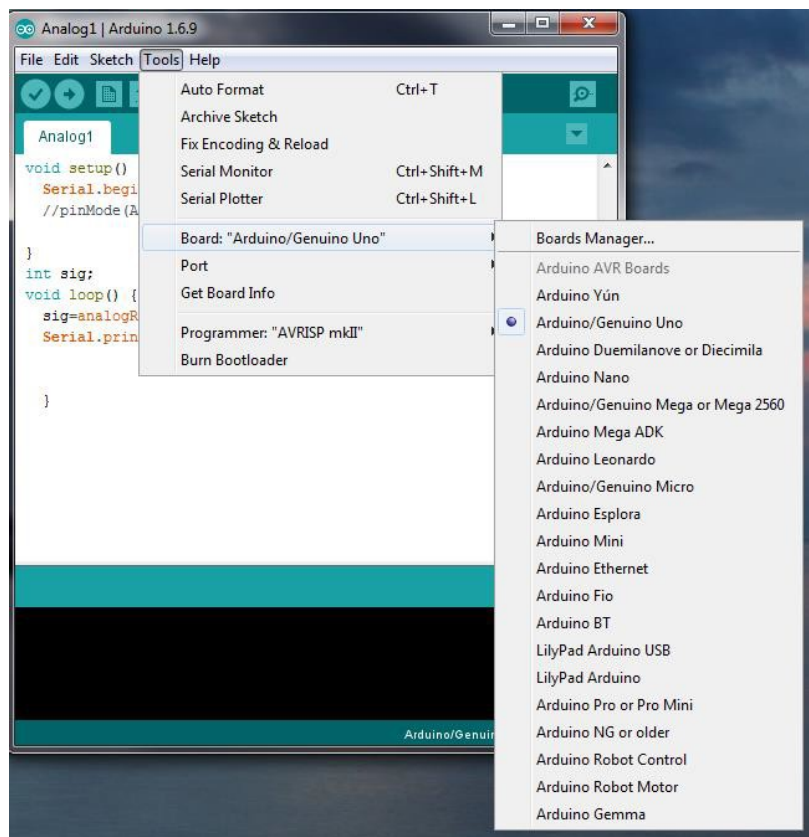 Analog1 | Arduino 1.6.9
File Edit Sketch Tools Help
Analog1
void setup()
Serial.begi
//pinMode(A
}
int sig;
void loop() {
sig=analogR
Serial.prin
}
Auto Format Ctrl+T
Archive Sketch
Fix Encoding & Reload
Serial Monitor Ctrl+Shift+M
Serial Plotter Ctrl+Shift+L
Board: "Arduino/Genuino Uno"
Port
Get Board Info
Programmer: "AVRISP mkII"
Burn Bootloader
Boards Manager...
Arduino AVR Boards
Arduino Yún
Arduino/Genuino Uno
Arduino Duemilanove or Diecimila
Arduino Nano
Arduino/Genuino Mega or Mega 2560
Arduino Mega ADK
Arduino Leonardo
Arduino/Genuino Micro
Arduino Esplora
Arduino Mini
Arduino Ethernet
Arduino Fio
Arduino BT
LilyPad Arduino USB
LilyPad Arduino
Arduino Pro or Pro Mini
Arduino NG or older
Arduino Robot Control
Arduino Robot Motor
Arduino Gemma
Arduino/Genuin